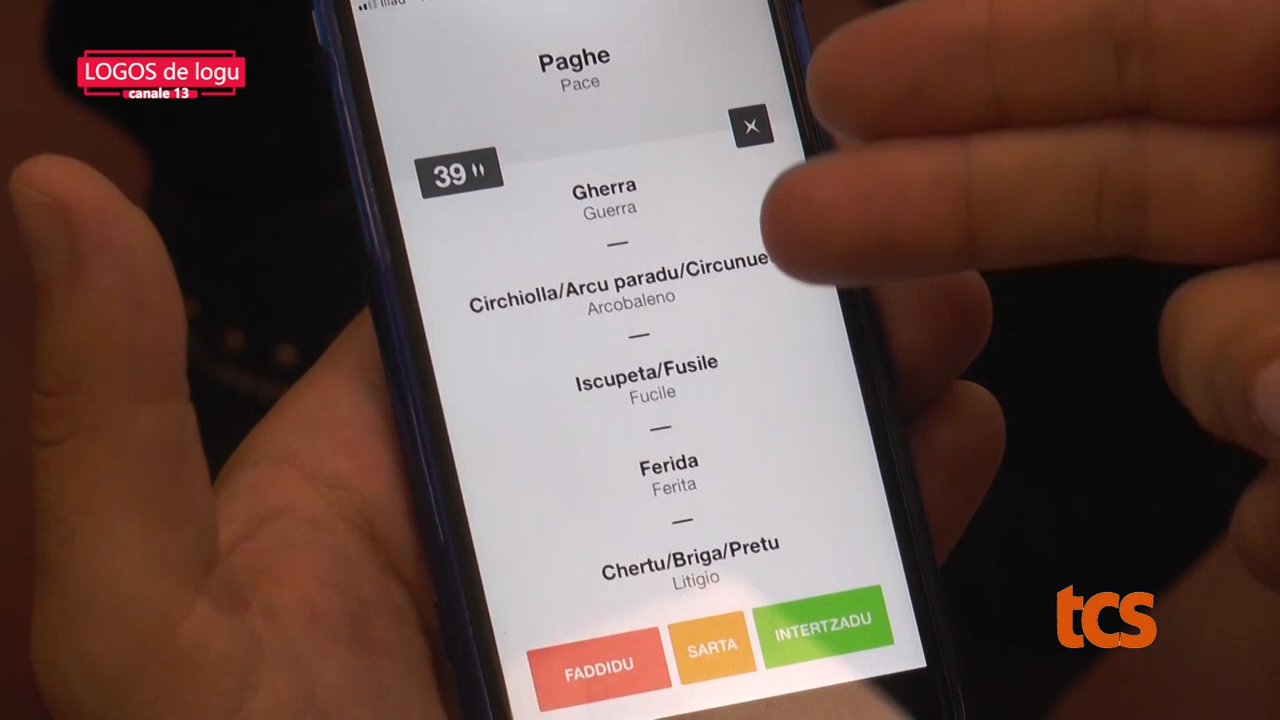 LOGOS de logu
canale 13
Paghe
Pace
39"
Gherra
Guerra
Circhiolla/Arcu paradu/Circunue
Arcobaleno
Iscupeta/Fusile
Fucile
Ferida
Ferita
Chertu/Briga/Pretu
Litigio
FADDIDU
SARTA
INTERTZADU
tcs